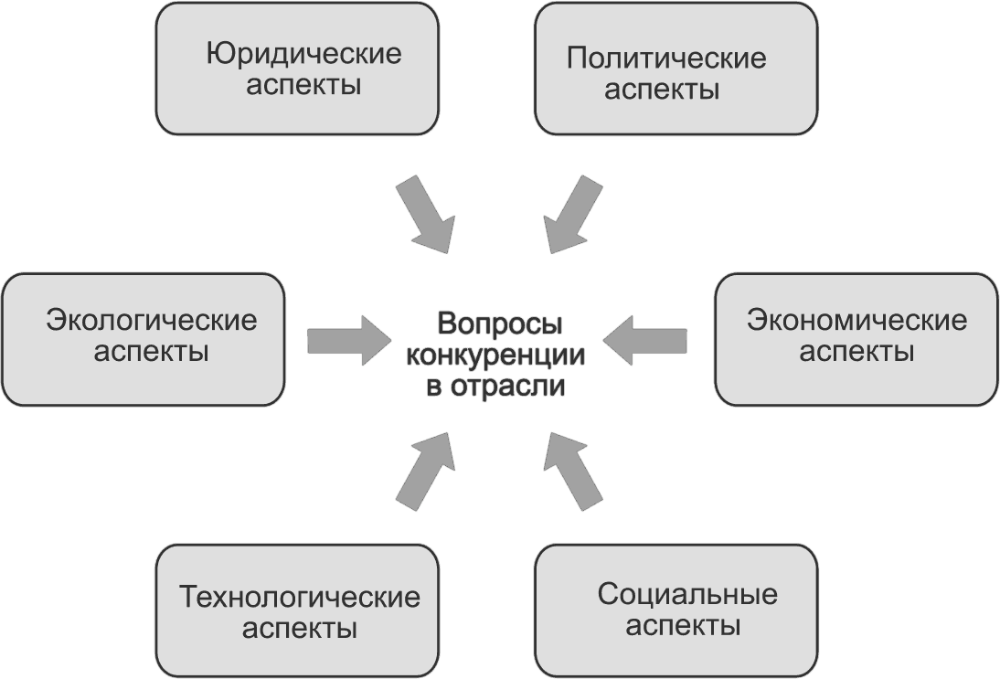 Юридические
аспекты
Политические
аспекты
Экологические
аспекты
Вопросы
конкуренции
в отрасли
Экономические
аспекты
Технологические
аспекты
Социальные
аспекты